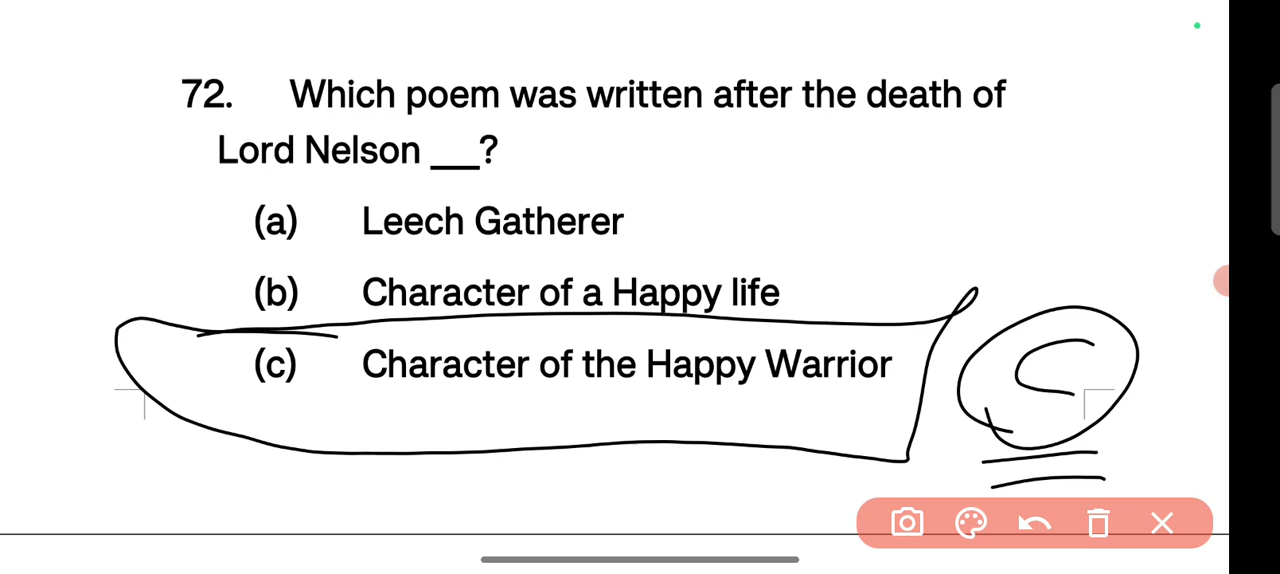 72. Which poem was written after the death of
Lord Nelson ___?
(a) Leech Gatherer
(b) Character of a Happy life
(c) Character of the Happy Warrior
C